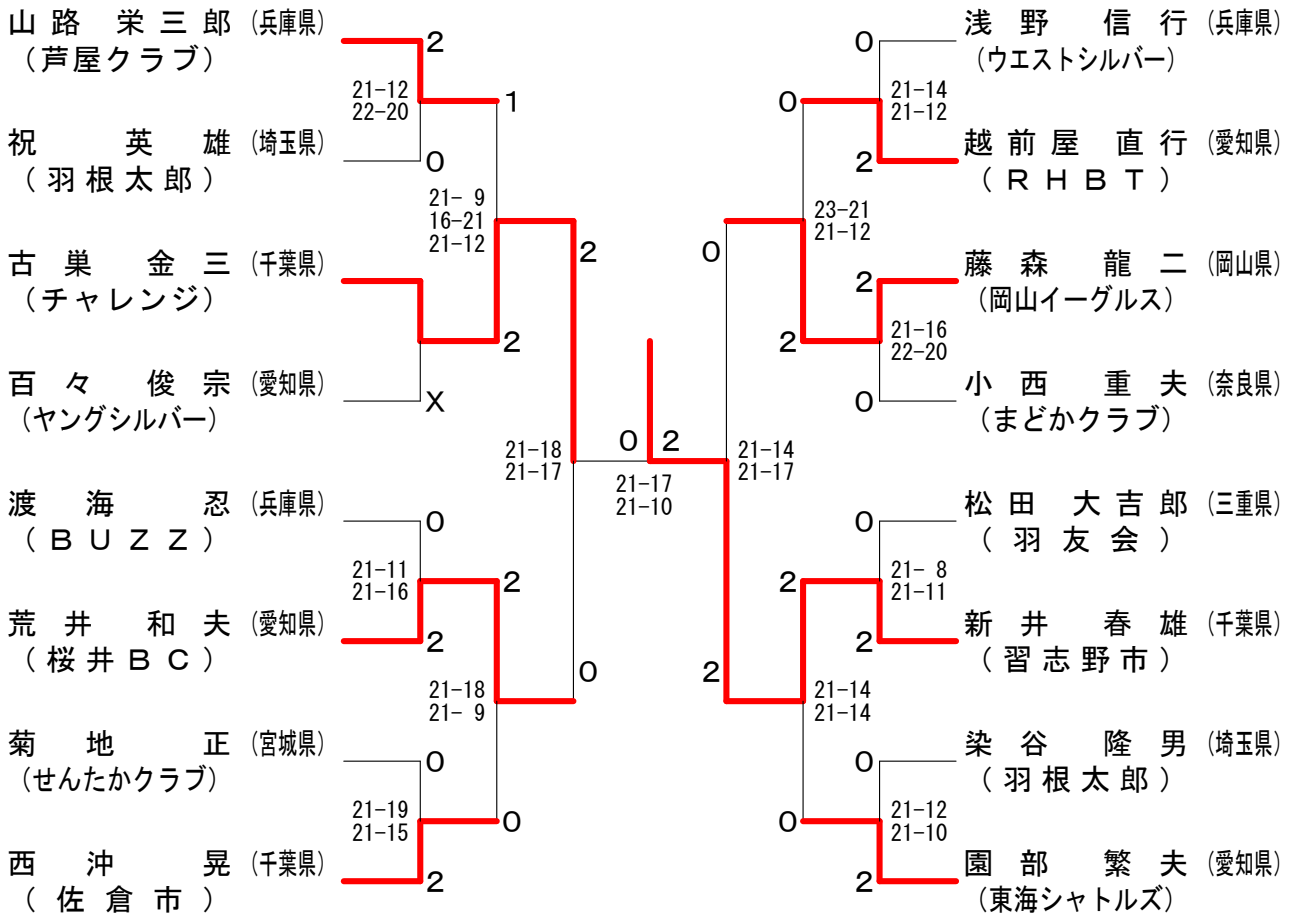 山路 栄三郎 (兵庫県)
(芦屋クラブ)
2
21-12
22-20
1
祝 英雄 (埼玉県)
(羽根太郎)
0
21- 9
16-21
21-12
2
古巣 金三 (千葉県)
(チャレンジ)
2
百々 俊宗 (愛知県)
(ヤングシルバー)
X
21-18
21-17
渡海 忍 (兵庫県)
(BUZZ)
0
21-11
21-16
2
荒井 和夫 (愛知県)
(桜井BC)
2
21-18
21- 9
0
菊地 正 (宮城県)
(せんたかクラブ)
0
21-19
21-15
0
西沖 晃 (千葉県)
(佐倉市)
2
0 2
21-17
21-10
浅野 信行 (兵庫県)
(ウエストシルバー)
0
21-14
21-12
0
越前屋 直行 (愛知県)
(RHBT)
2
23-21
21-12
0
藤森 龍二 (岡山県)
(岡山イーグルス)
2
21-16
22-20
2
小西 重夫 (奈良県)
(まどかクラブ)
0
21-14
21-17
松田 大吉郎 (三重県)
(羽友会)
0
21- 8
21-11
2
新井 春雄 (千葉県)
(習志野市)
2
21-14
21-14
2
染谷 隆男 (埼玉県)
(羽根太郎)
0
21-12
21-10
0
園部 繁夫 (愛知県)
(東海シャトルズ)
2